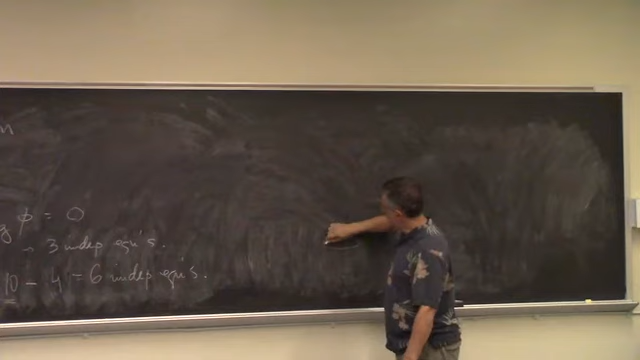 m
z ϕ = 0
→ 3 indep eqn's.
10 - 4 = 6 indep eqn's.